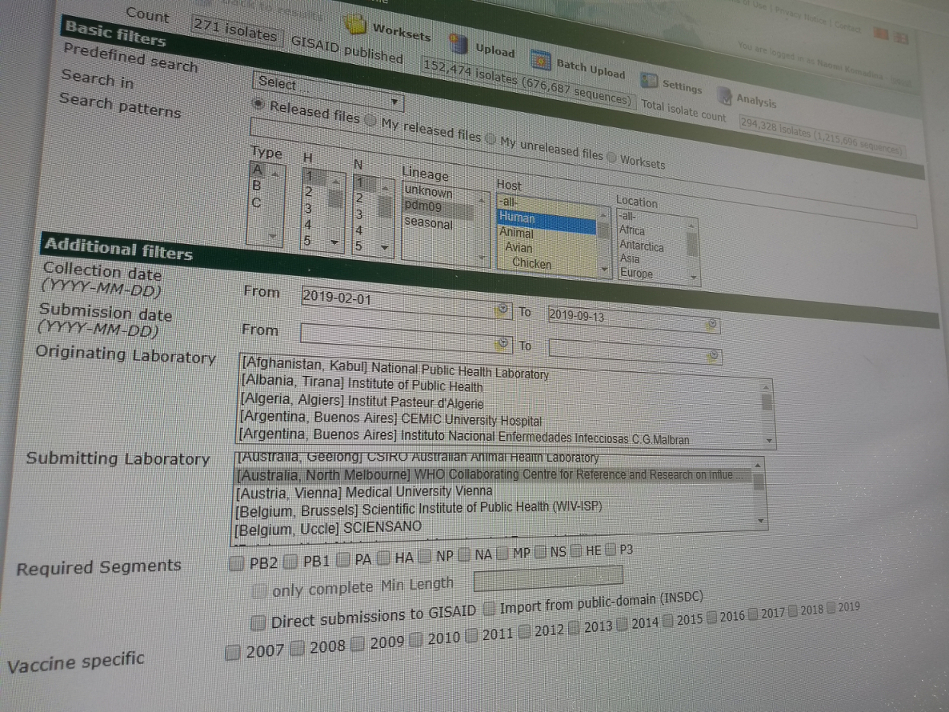 Privacy Notice | Contact
You are logged in as
Back to results
Worksets
Upload
Batch Upload
Settings
Analysis
Count
271 isolates
GISAID published
152,474 isolates (676,687 sequences)
Total isolate count
294,328 isolates (1,215,696 sequences)
Basic filters
Predefined search
Select...
Search in
Released files
My released files
My unreleased files
Worksets
Search patterns
Type
A
B
C
H
1
2
3
4
5
N
1
2
3
4
5
Lineage
unknown
pdm09
seasonal
Host
-all-
Human
Animal
Avian
Chicken
Location
-all-
Africa
Antarctica
Asia
Europe
Additional filters
Collection date
(YYYY-MM-DD)
From
2019-02-01
To
2019-09-13
Submission date
(YYYY-MM-DD)
From
To
Originating Laboratory
[Afghanistan, Kabul] National Public Health Laboratory
[Albania, Tirana] Institute of Public Health
[Algeria, Algiers] Institut Pasteur d'Algerie
[Argentina, Buenos Aires] CEMIC University Hospital
[Argentina, Buenos Aires] Instituto Nacional Enfermedades Infecciosas C.G.Malbran
Submitting Laboratory
[Australia, Geelong] CSIRO Australian Animal Health Laboratory
[Australia, North Melbourne] WHO Collaborating Centre for Reference and Research on influe ...
[Austria, Vienna] Medical University Vienna
[Belgium, Brussels] Scientific Institute of Public Health (WIV-ISP)
[Belgium, Uccle] SCIENSANO
Required Segments
PB2 PB1 PA HA NP NA MP NS HE P3
only complete Min Length
Direct submissions to GISAID Import from public-domain (INSDC)
Vaccine specific
2007 2008 2009 2010 2011 2012 2013 2014 2015 2016 2017 2018 2019